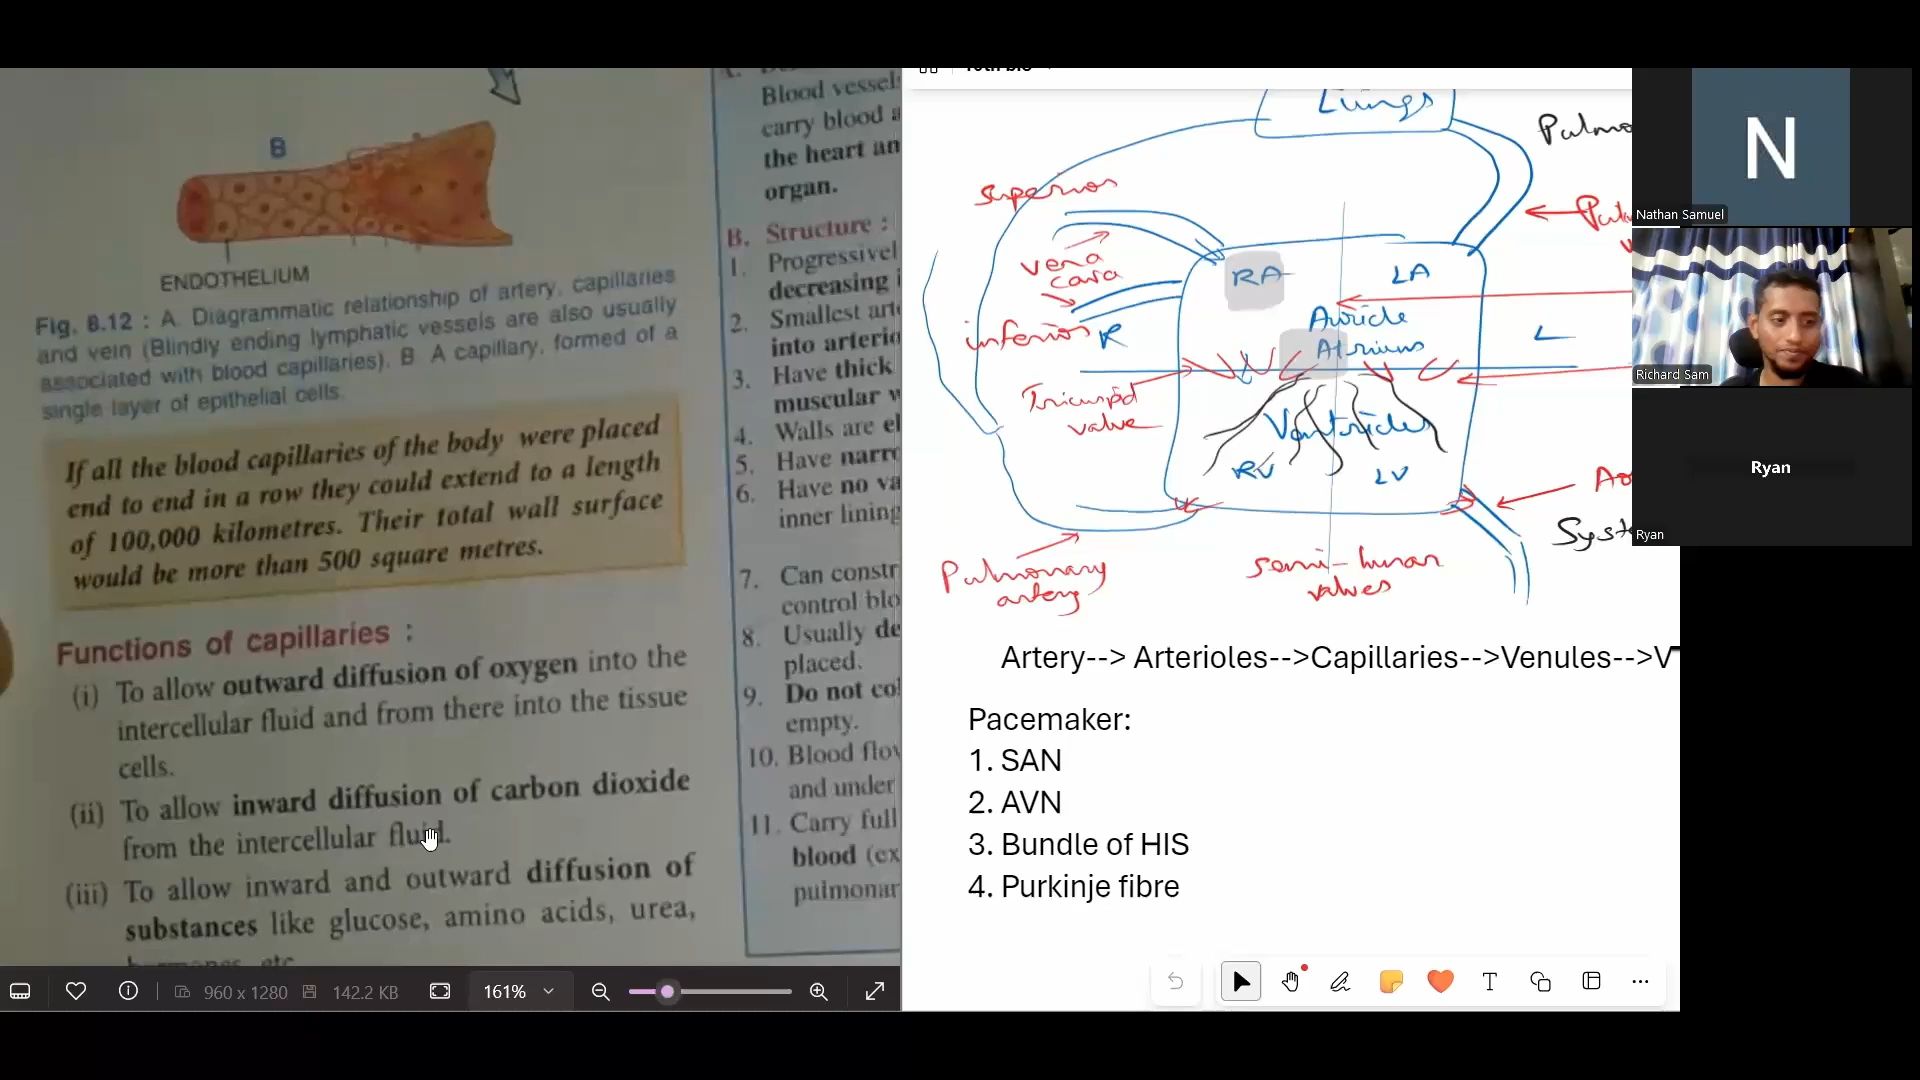 B
ENDOTHELIUM
Fig. 8.12 : A. Diagrammatic relationship of artery, capillaries
and vein (Blindly ending lymphatic vessels are also usually
associated with blood capillaries). B A capillary, formed of a
single layer of epithelial cells.
If all the blood capillaries of the body were placed
end to end in a row they could extend to a length
of 100,000 kilometres. Their total wall surface
would be more than 500 square metres.
Functions of capillaries :
(i) To allow outward diffusion of oxygen into the
intercellular fluid and from there into the tissue
cells.
(ii) To allow inward diffusion of carbon dioxide
from the intercellular fluid.
(iii) To allow inward and outward diffusion of
substances like glucose, amino acids, urea,
Blood vessel
carry blood a
the heart an
organ.
B. Structure :
1. Progressivel
decreasing i
2. Smallest art
into arterio
3. Have thick
muscular w
4. Walls are el
5. Have narro
6. Have no va
inner lining
7. Can constr
control blo
8. Usually de
placed.
9. Do not col
empty.
10. Blood flow
and under
11. Carry full
blood (ex
pulmonar
960 x 1280
142.2 KB
161%
Lungs
Pulmo
superior
vena
cava
inferior
R
RA
LA
Auricle
Atrium
L
Tricuspid
valve
Ventricles
RV
LV
Ao
Syst
Pulmonary
artery
semi-lunar
valves
Artery--> Arterioles-->Capillaries-->Venules-->V
Pacemaker:
1. SAN
2. AVN
3. Bundle of HIS
4. Purkinje fibre
T
N
Nathan Samuel
Richard Sam
Ryan
Ryan